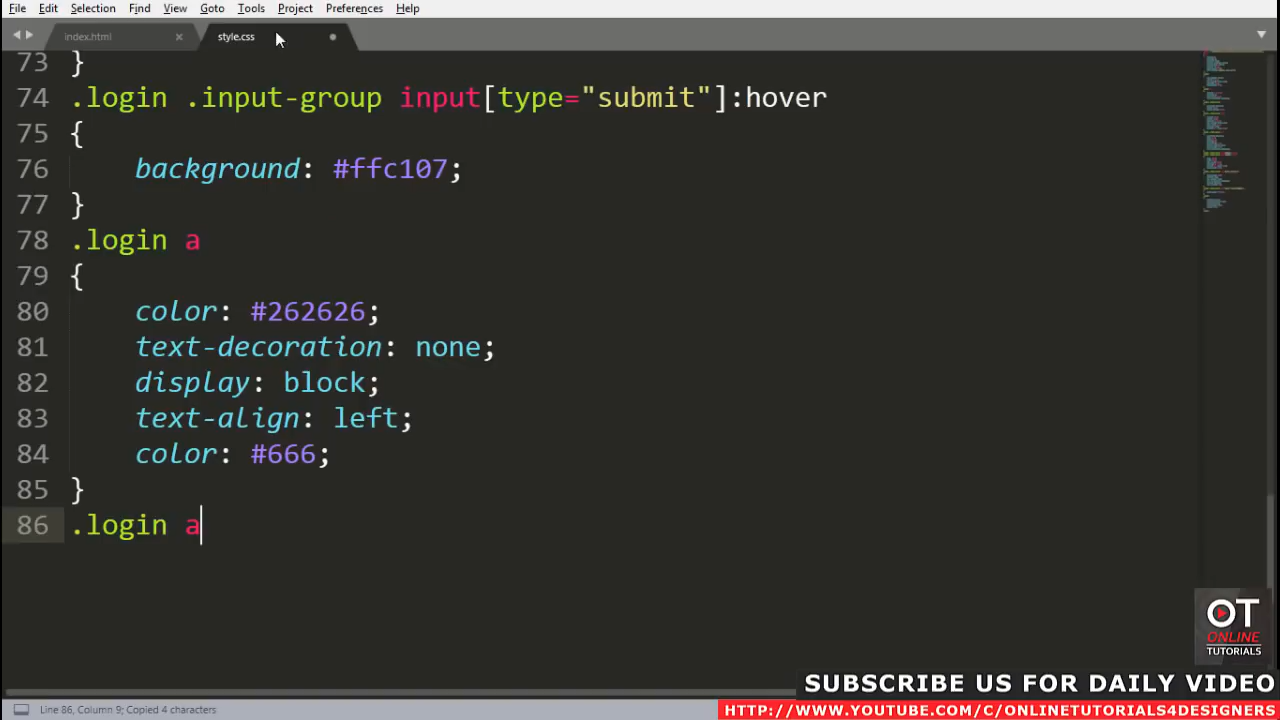 File Edit Selection Find View Goto Tools Project Preferences Help
index.html style.css
73 }
74 .login .input-group input[type="submit"]:hover
75 {
76 background: #ffc107;
77 }
78 .login a
79 {
80 color: #262626;
81 text-decoration: none;
82 display: block;
83 text-align: left;
84 color: #666;
85 }
86 .login a
OT
ONLINE
TUTORIALS
SUBSCRIBE US FOR DAILY VIDEO
Line 86, Column 9; Copied 4 characters
HTTP://WWW.YOUTUBE.COM/C/ONLINETUTORIALS4DESIGNERS